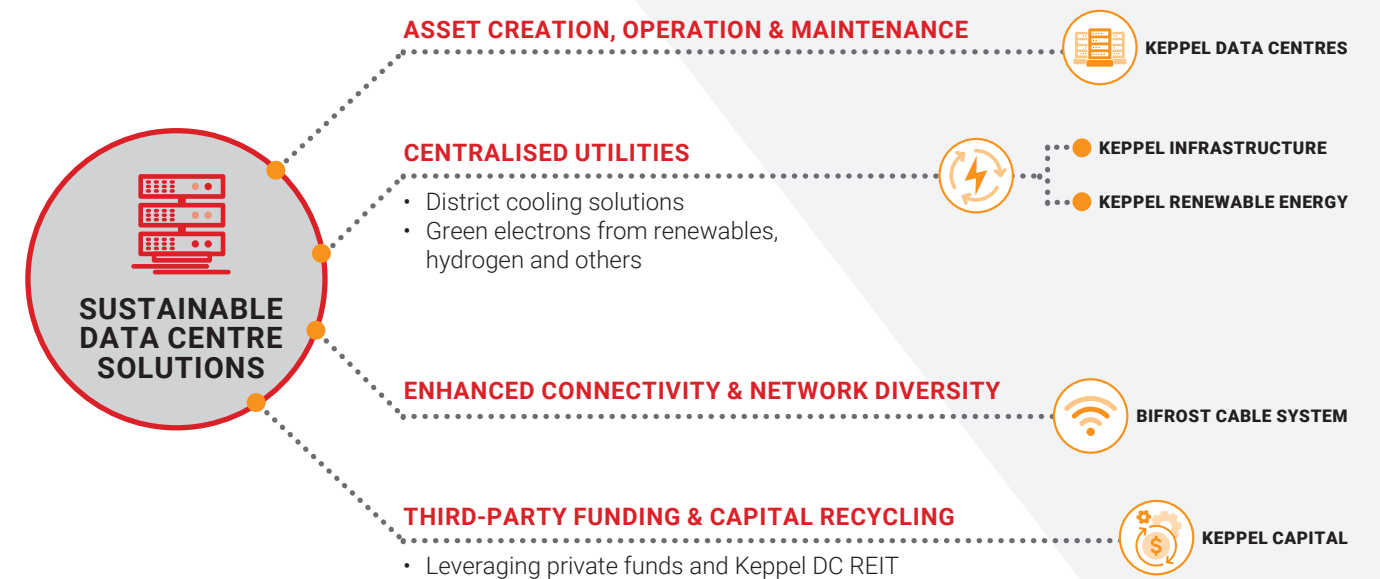 ASSET CREATION, OPERATION & MAINTENANCE
KEPPEL DATA CENTRES
CENTRALISED UTILITIES
• District cooling solutions
• Green electrons from renewables,
hydrogen and others
KEPPEL INFRASTRUCTURE
KEPPEL RENEWABLE ENERGY
SUSTAINABLE
DATA CENTRE
SOLUTIONS
ENHANCED CONNECTIVITY & NETWORK DIVERSITY
BIFROST CABLE SYSTEM
THIRD-PARTY FUNDING & CAPITAL RECYCLING
• Leveraging private funds and Keppel DC REIT
$
KEPPEL CAPITAL